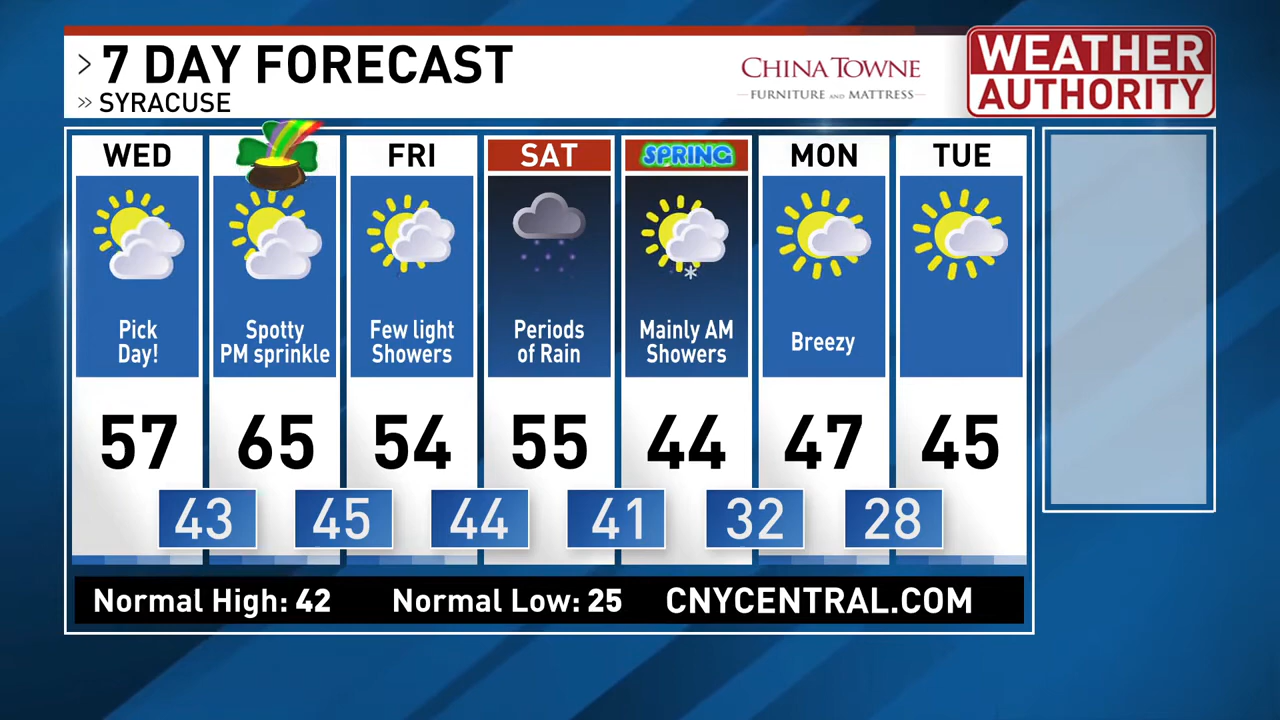 > 7 DAY FORECAST
» SYRACUSE
CHINA TOWNE
FURNITURE AND MATTRESS
WEATHER
AUTHORITY
WED
FRI
SAT
SPRING
MON
TUE
Pick
Day!
Spotty
PM sprinkle
Few light
Showers
Periods
of Rain
Mainly AM
Showers
Breezy
57
65
54
55
44
47
45
43
45
44
41
32
28
Normal High: 42
Normal Low: 25
CNYCENTRAL.COM